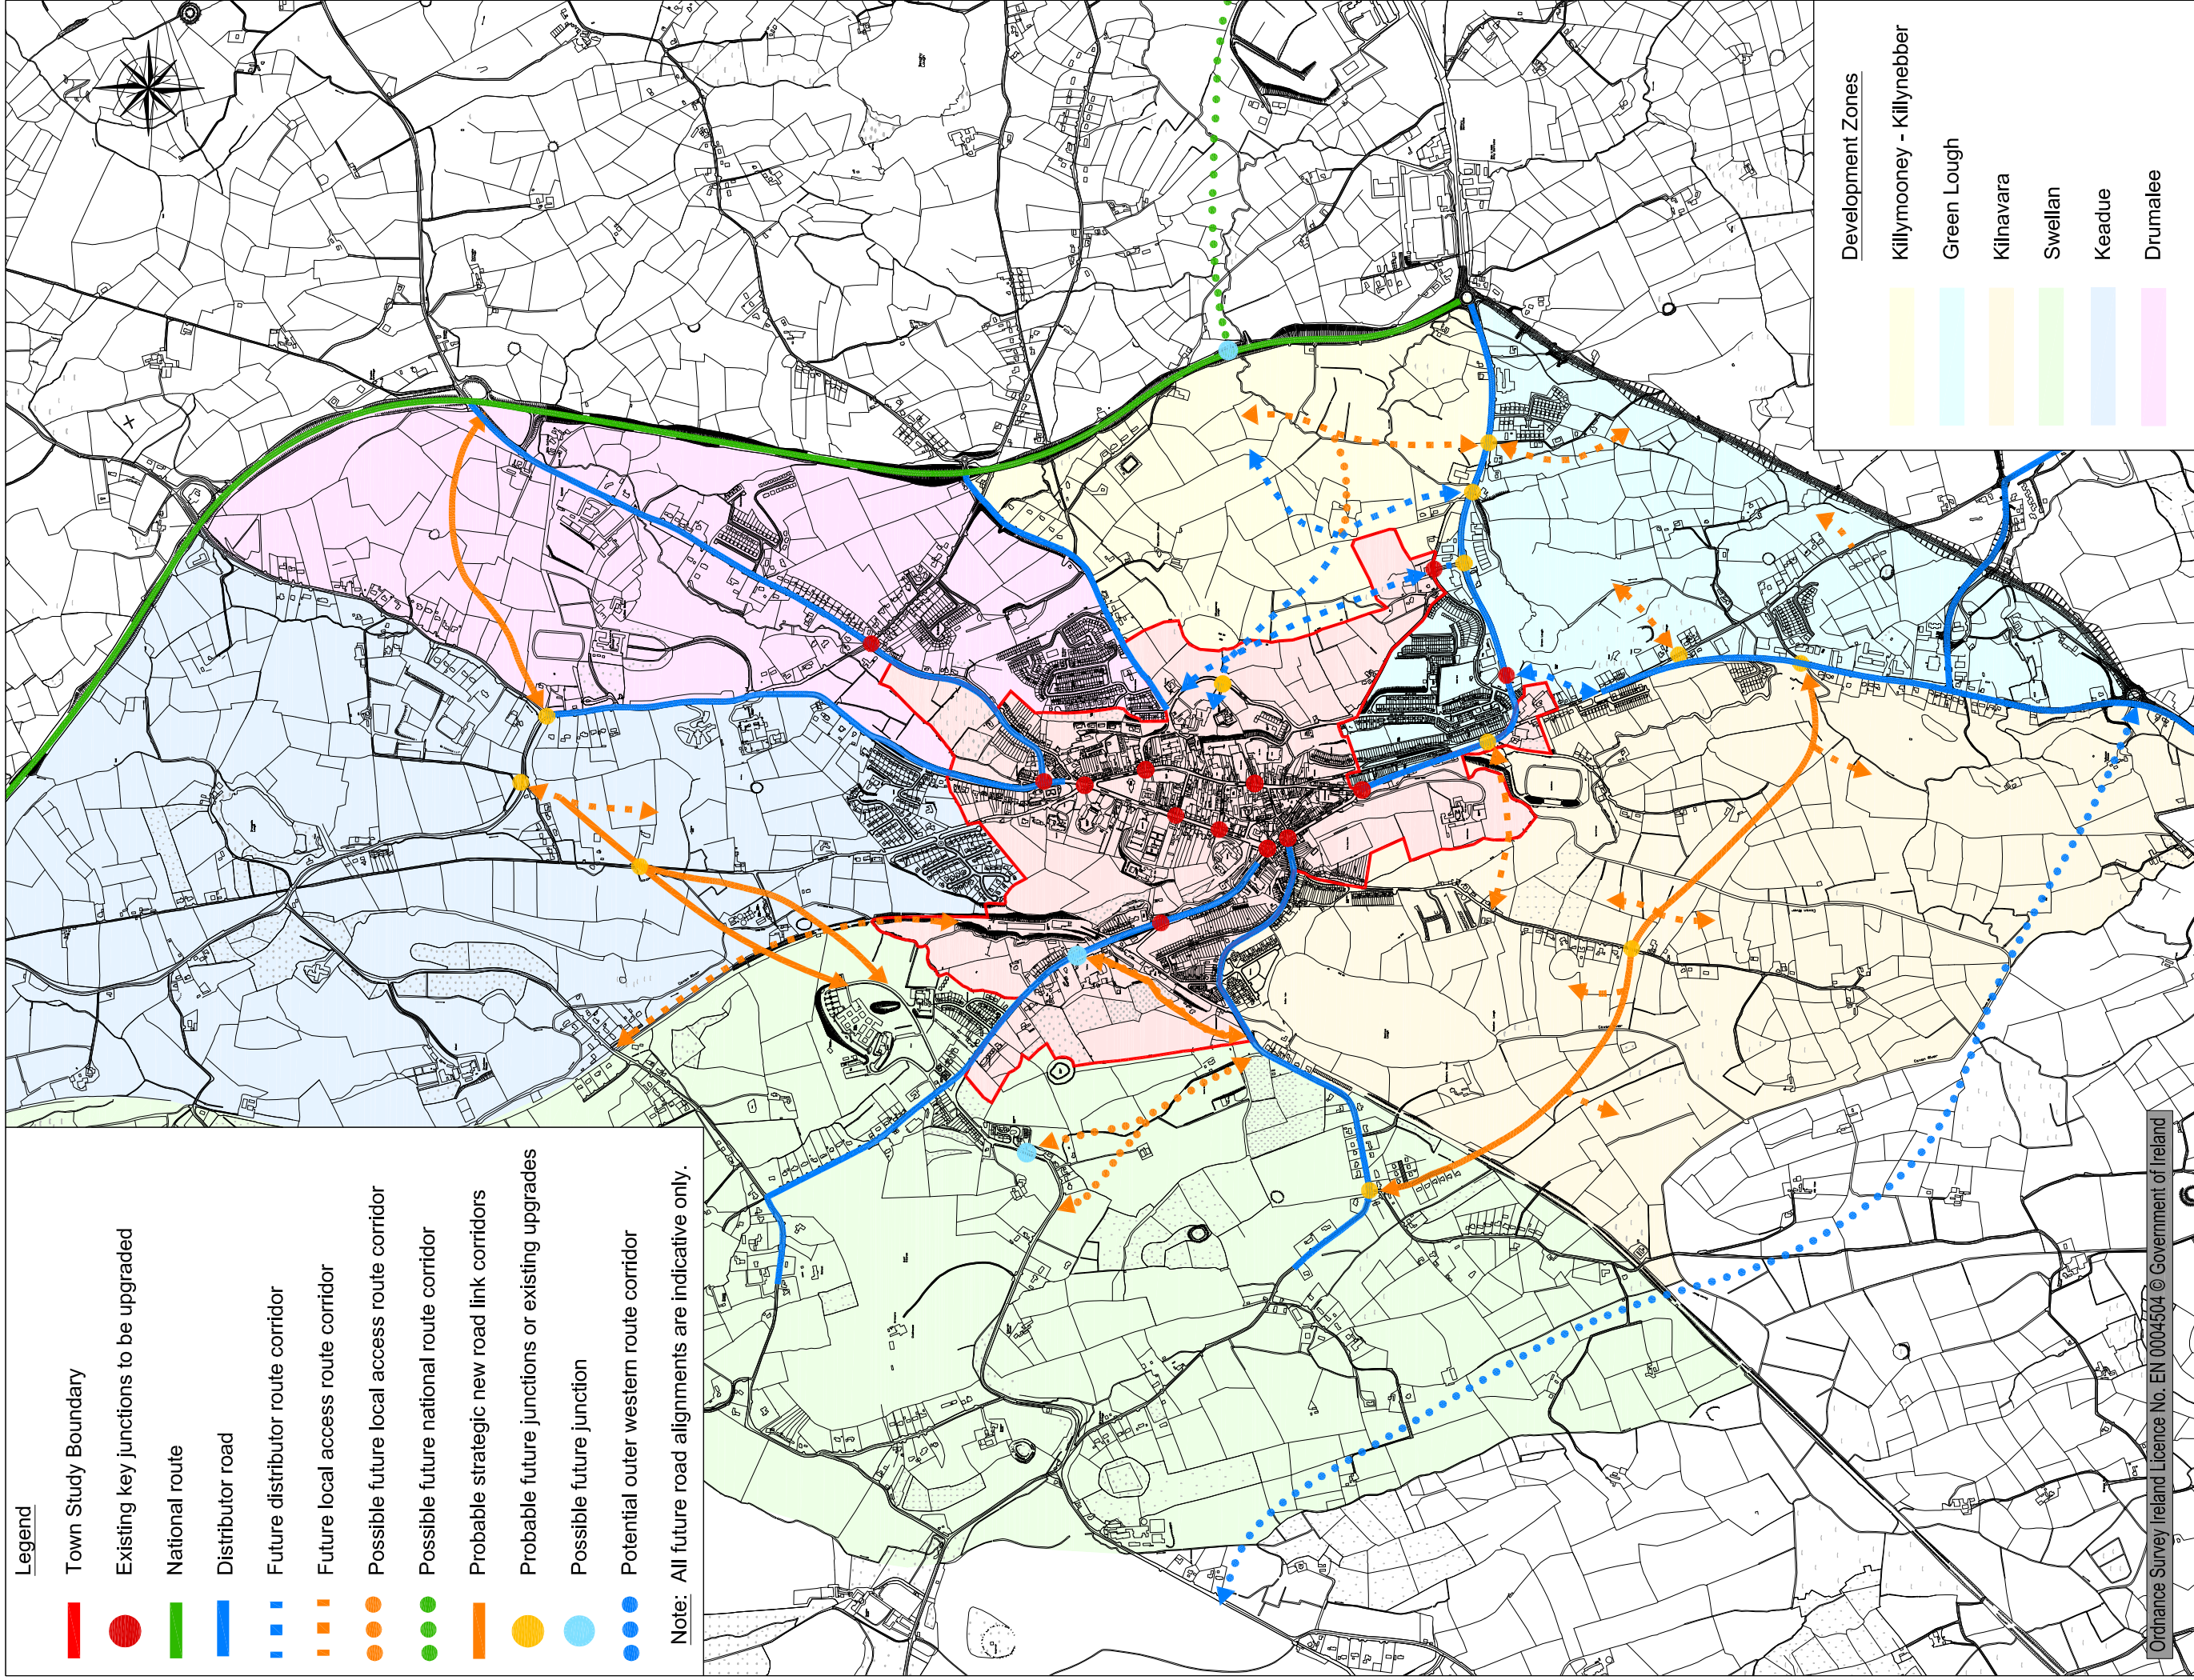 Legend
Town Study Boundary
Existing key junctions to be upgraded
National route
Distributor road
Future distributor route corridor
Future local access route corridor
Possible future local access route corridor
Possible future national route corridor
Probable strategic new road link corridors
Probable future junctions or existing upgrades
Possible future junction
Potential outer western route corridor
Note: All future road alignments are indicative only.
Development Zones
Killymooney - Killynebber
Green Lough
Kilnavara
Swellan
Keadue
Drumalee
Ordnance Survey Ireland Licence No. EN 0004504 © Government of Ireland